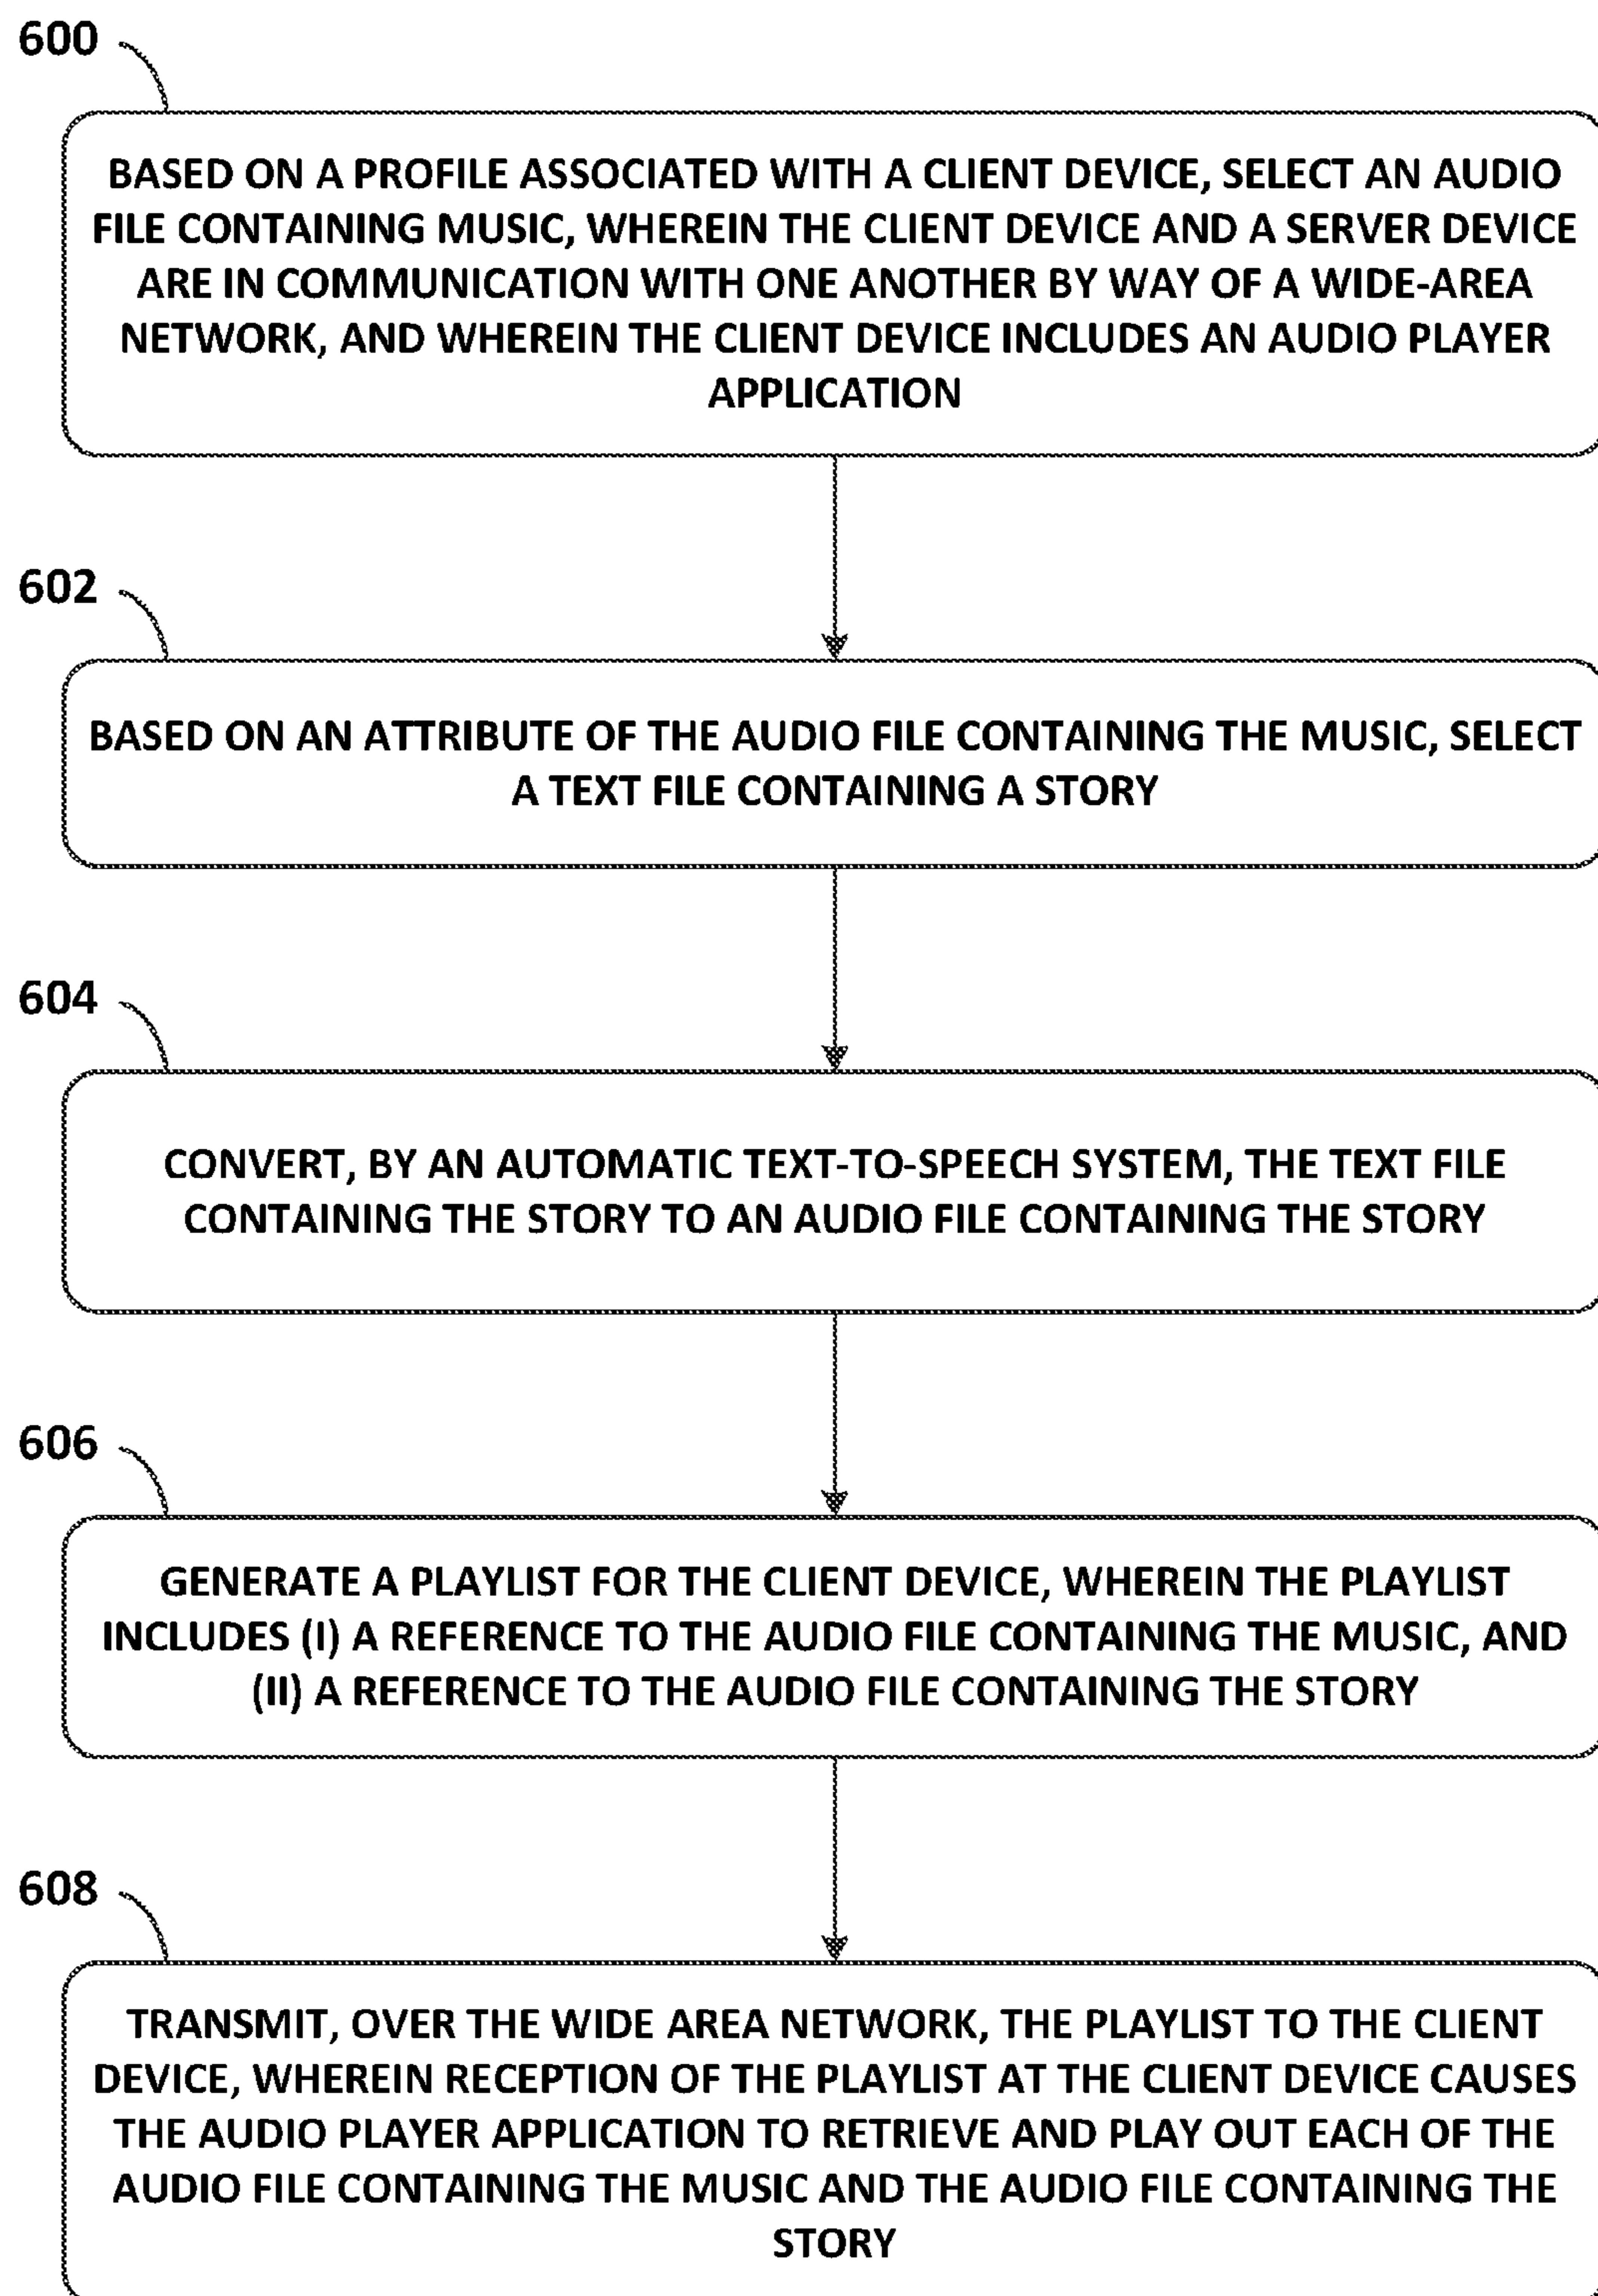 600
BASED ON A PROFILE ASSOCIATED WITH A CLIENT DEVICE, SELECT AN AUDIO
FILE CONTAINING MUSIC, WHEREIN THE CLIENT DEVICE AND A SERVER DEVICE
ARE IN COMMUNICATION WITH ONE ANOTHER BY WAY OF A WIDE-AREA
NETWORK, AND WHEREIN THE CLIENT DEVICE INCLUDES AN AUDIO PLAYER
APPLICATION
602
BASED ON AN ATTRIBUTE OF THE AUDIO FILE CONTAINING THE MUSIC, SELECT
A TEXT FILE CONTAINING A STORY
604
CONVERT, BY AN AUTOMATIC TEXT-TO-SPEECH SYSTEM, THE TEXT FILE
CONTAINING THE STORY TO AN AUDIO FILE CONTAINING THE STORY
606
GENERATE A PLAYLIST FOR THE CLIENT DEVICE, WHEREIN THE PLAYLIST
INCLUDES (I) A REFERENCE TO THE AUDIO FILE CONTAINING THE MUSIC, AND
(II) A REFERENCE TO THE AUDIO FILE CONTAINING THE STORY
608
TRANSMIT, OVER THE WIDE AREA NETWORK, THE PLAYLIST TO THE CLIENT
DEVICE, WHEREIN RECEPTION OF THE PLAYLIST AT THE CLIENT DEVICE CAUSES
THE AUDIO PLAYER APPLICATION TO RETRIEVE AND PLAY OUT EACH OF THE
AUDIO FILE CONTAINING THE MUSIC AND THE AUDIO FILE CONTAINING THE
STORY